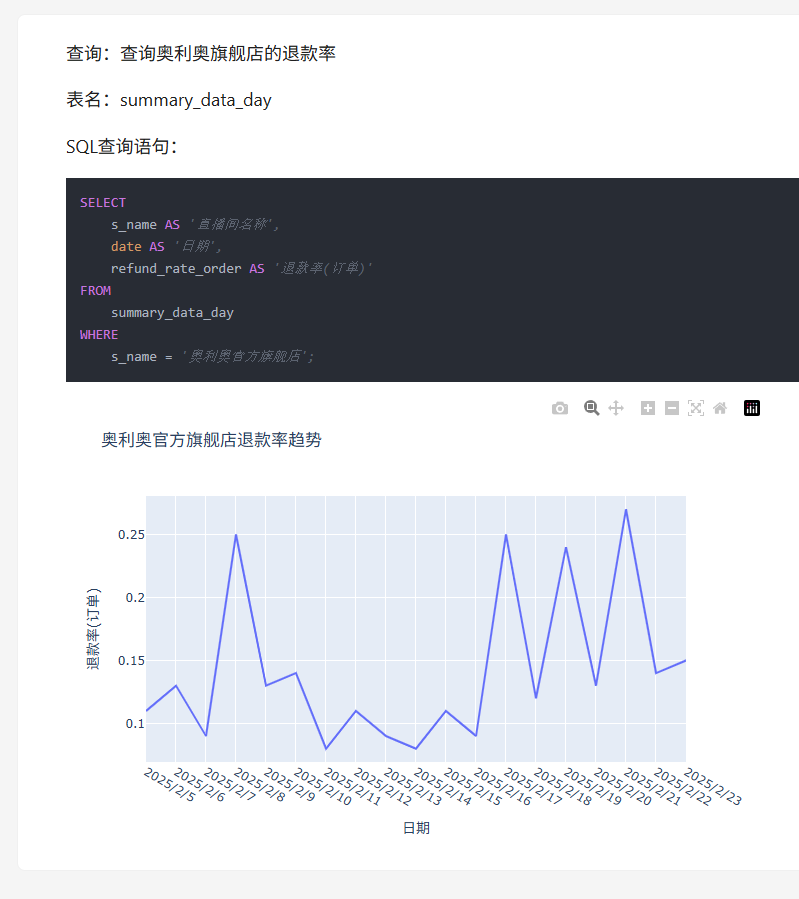 查询：查询奥利奥旗舰店的退款率
表名：summary_data_day
SQL查询语句：
SELECT
s_name AS '直播间名称',
date AS '日期',
refund_rate_order AS '退款率(订单)'
FROM
summary_data_day
WHERE
s_name = '奥利奥官方旗舰店';
奥利奥官方旗舰店退款率趋势
0.25
0.2
0.15
0.1
退款率(订单)
2025/2/5
2025/2/6
2025/2/7
2025/2/8
2025/2/9
2025/2/10
2025/2/11
2025/2/12
2025/2/13
2025/2/14
2025/2/15
2025/2/16
2025/2/17
2025/2/18
2025/2/19
2025/2/20
2025/2/21
2025/2/22
2025/2/23
日期